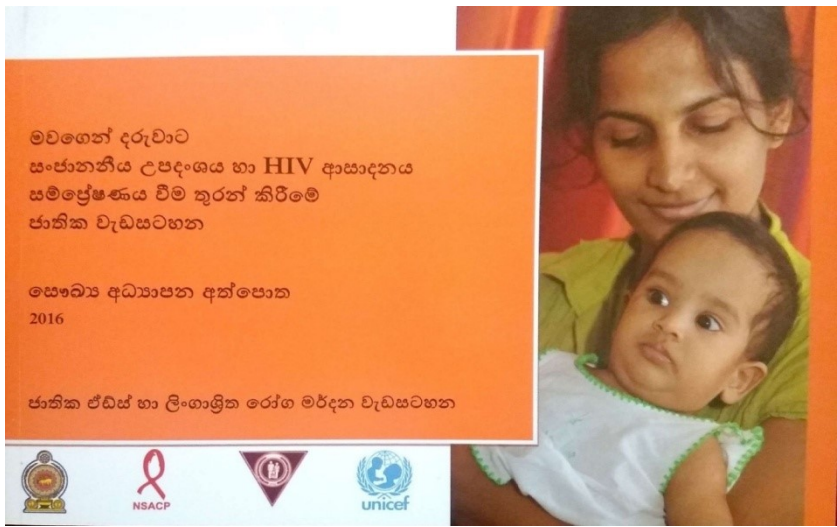 මවගෙන් දරුවාට
සංජානනීය උපදංශය හා HIV ආසාදනය
සම්ප්‍රේෂණය වීම තුරන් කිරීමේ
ජාතික වැඩසටහන
සෞඛ්‍ය අධ්‍යාපන අත්පොත
2016
ජාතික ඒඩ්ස් හා ලිංගාශ්‍රිත රෝග මර්දන වැඩසටහන
NSACP
unicef